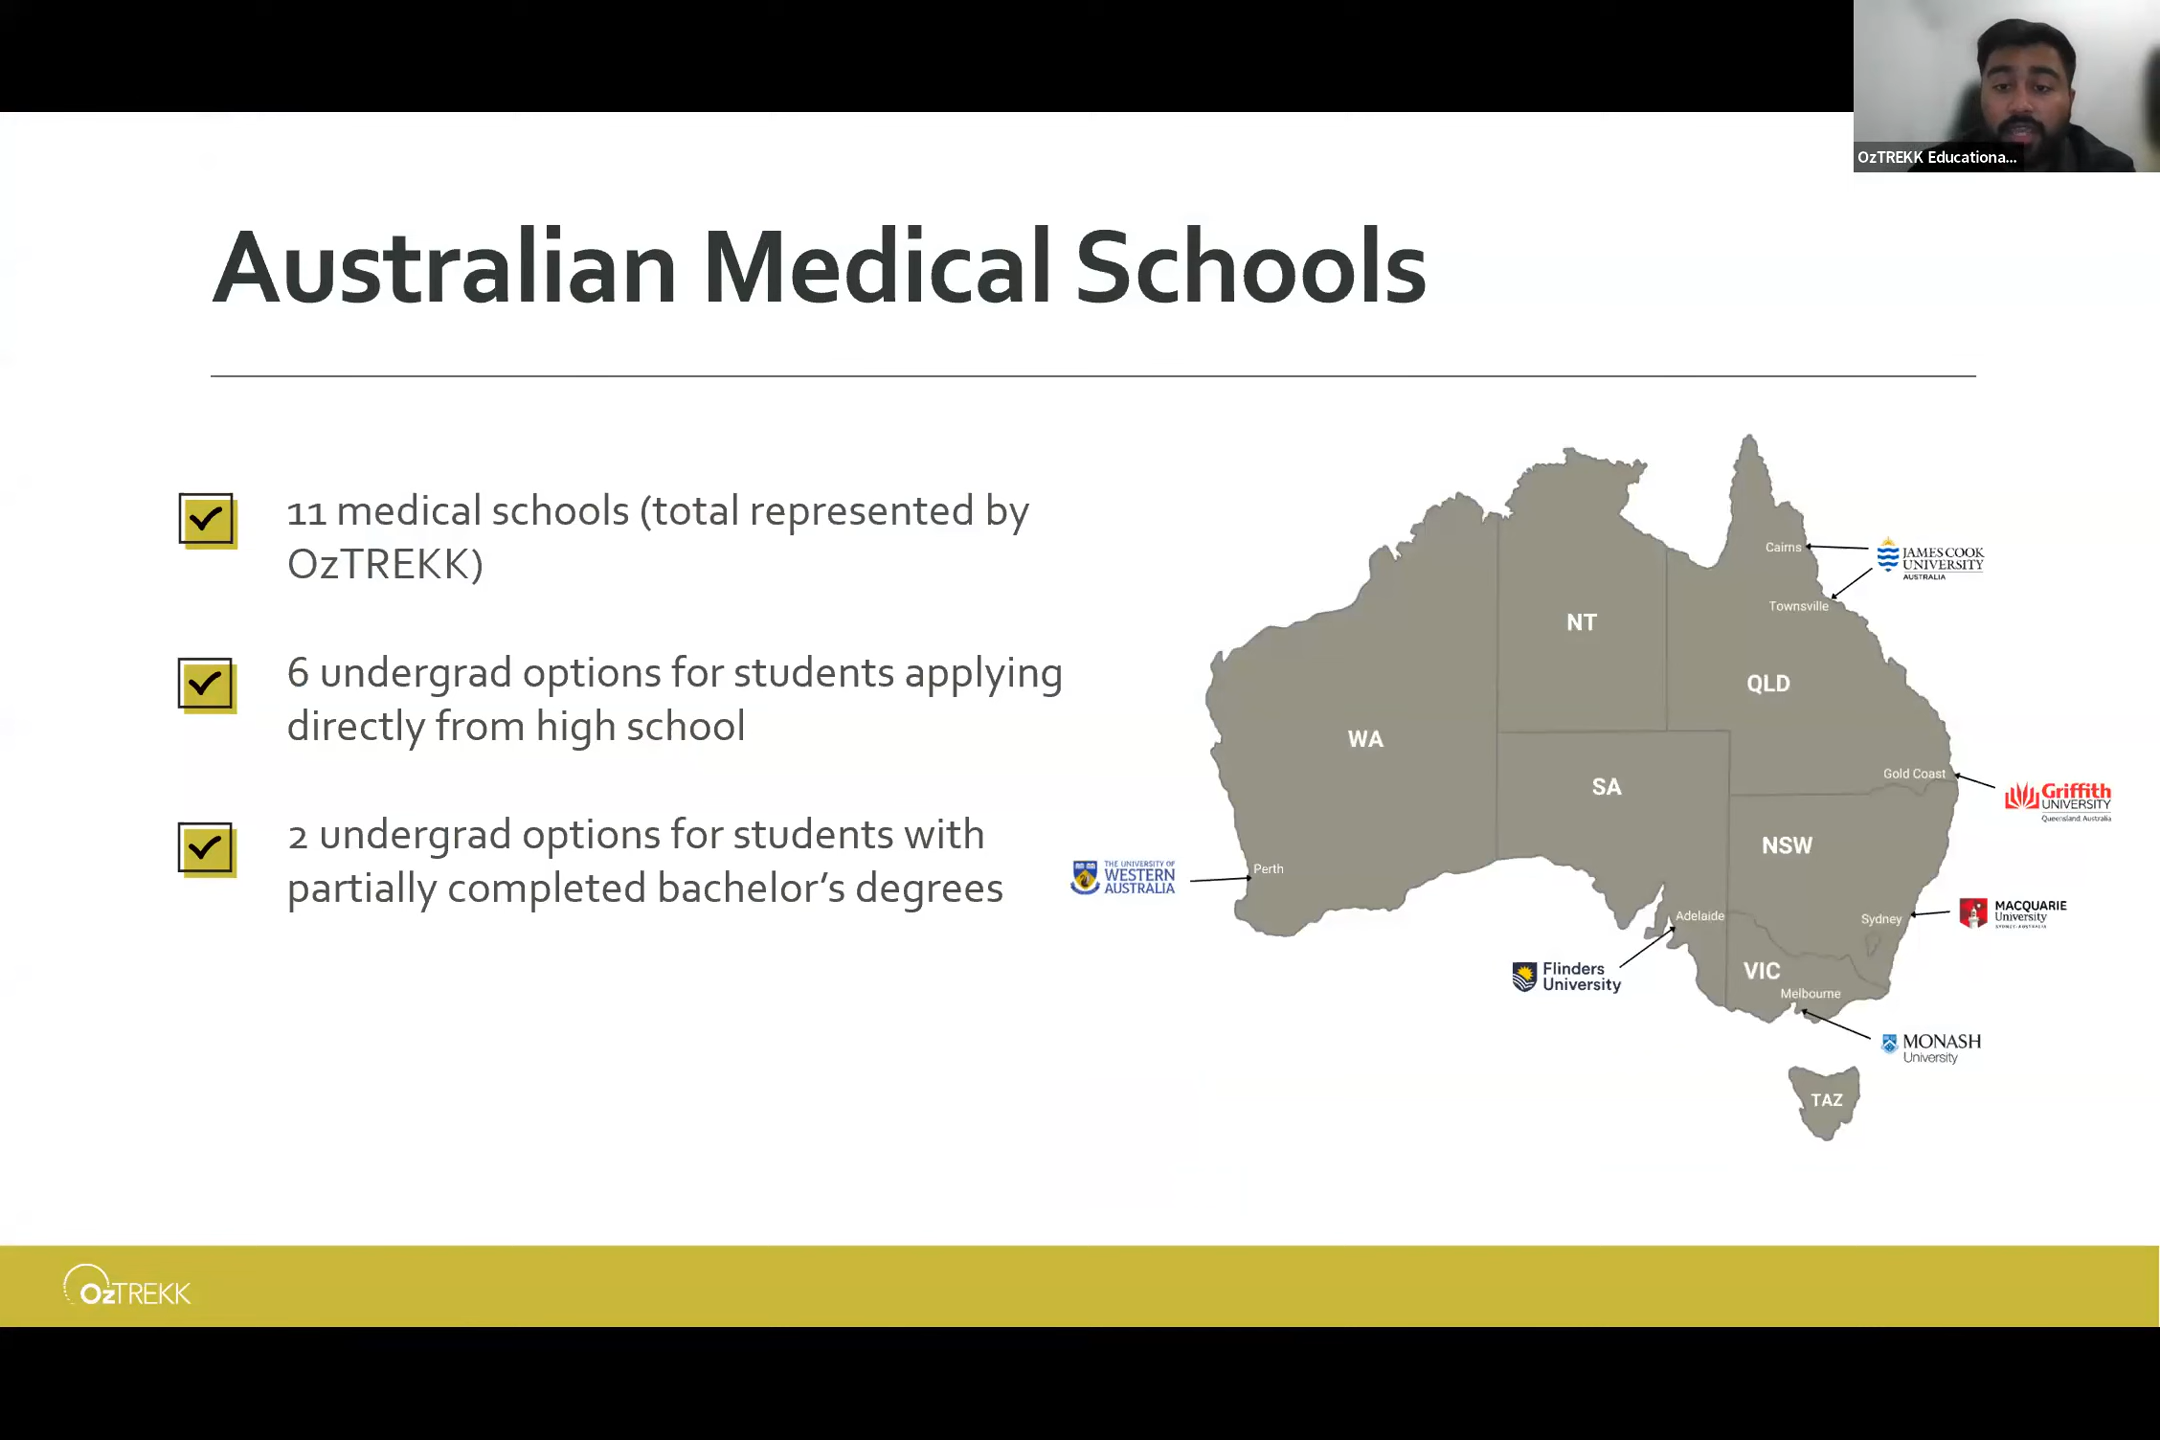 OzTREKK Educationa...
Australian Medical Schools
11 medical schools (total represented by
OzTREKK)
6 undergrad options for students applying
directly from high school
2 undergrad options for students with
partially completed bachelor’s degrees
Cairns
JAMES COOK
UNIVERSITY
AUSTRALIA
Townsville
NT
QLD
WA
SA
Gold Coast
Griffith
UNIVERSITY
Queensland, Australia
NSW
THE UNIVERSITY OF
WESTERN
AUSTRALIA
Perth
Adelaide
Sydney
MACQUARIE
University
SYDNEY·AUSTRALIA
Flinders
University
VIC
Melbourne
MONASH
University
TAZ
OzTREKK